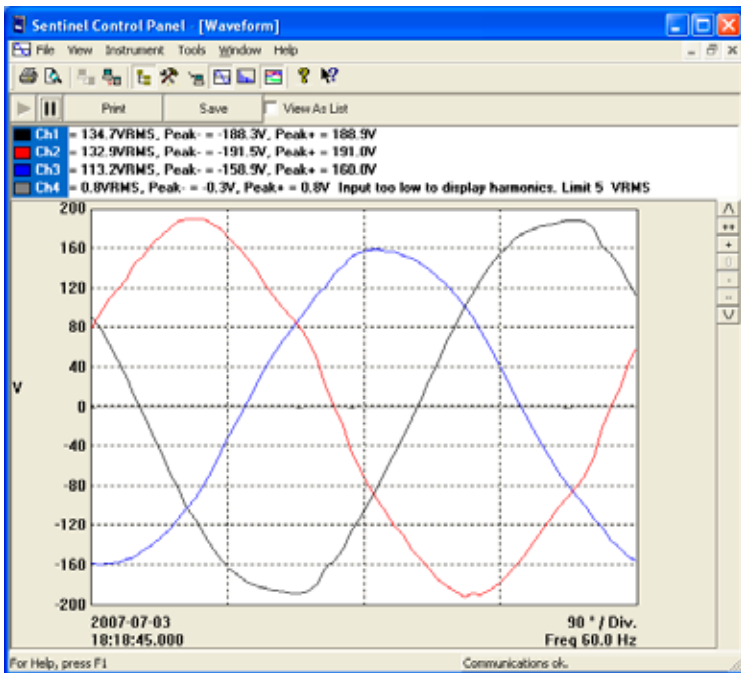 Sentinel Control Panel - [Waveform]
File View Instrument Tools Window Help
Print Save View As List
Ch1 = 134.7VRMS, Peak- = -188.3V, Peak+ = 188.9V
Ch2 = 132.9VRMS, Peak- = -191.5V, Peak+ = 191.0V
Ch3 = 113.2VRMS, Peak- = -158.9V, Peak+ = 160.0V
Ch4 = 0.8VRMS, Peak- = -0.3V, Peak+ = 0.8V Input too low to display harmonics. Limit 5 VRMS
200
160
120
80
40
V
0
-40
-80
-120
-160
-200
2007-07-03 90 °/ Div.
18:18:45.000 Freq 60.0 Hz
For Help, press F1 Communications ok.